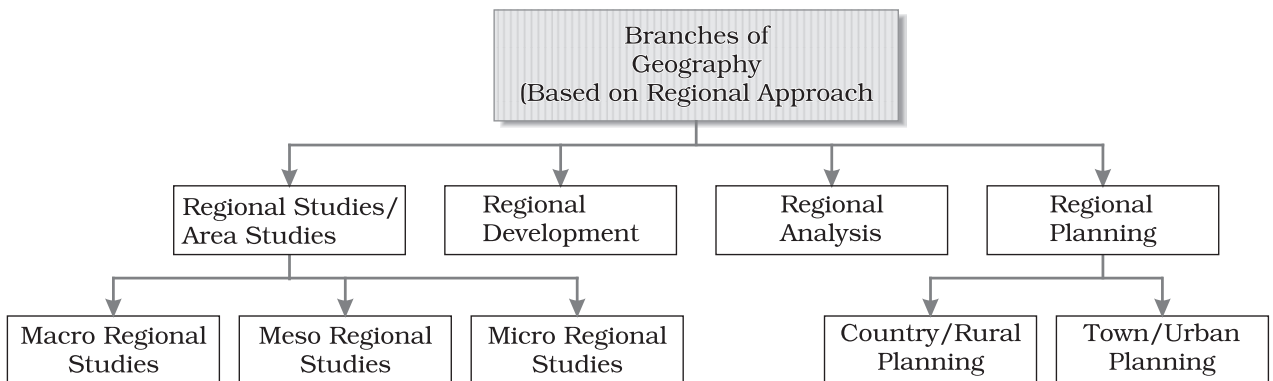 Branches of
Geography
(Based on Regional Approach
Regional Studies/
Area Studies
Regional
Development
Regional
Analysis
Regional
Planning
Macro Regional
Studies
Meso Regional
Studies
Micro Regional
Studies
Country/Rural
Planning
Town/Urban
Planning